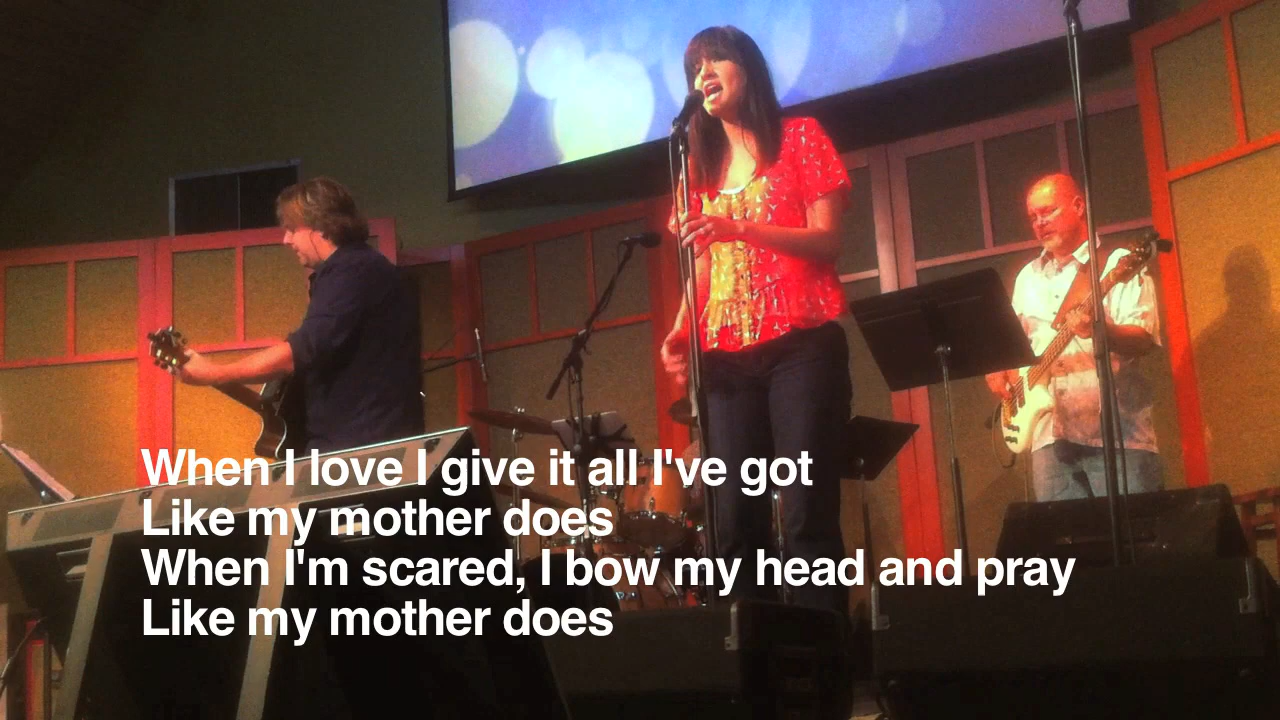 When I love I give it all I've got
Like my mother does
When I'm scared, I bow my head and pray
Like my mother does